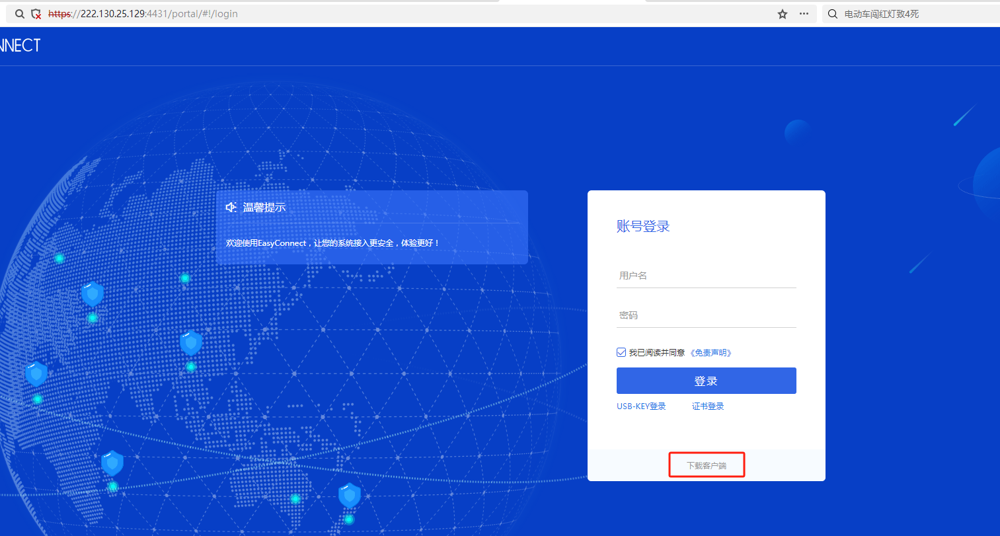 https://222.130.25.129:4431/portal/#!/login
电动车闯红灯致4死
NNECT
温馨提示
欢迎使用EasyConnect，让您的系统接入更安全，体验更好！
账号登录
用户名
密码
我已阅读并同意《免责声明》
登录
USB-KEY登录 证书登录
下载客户端